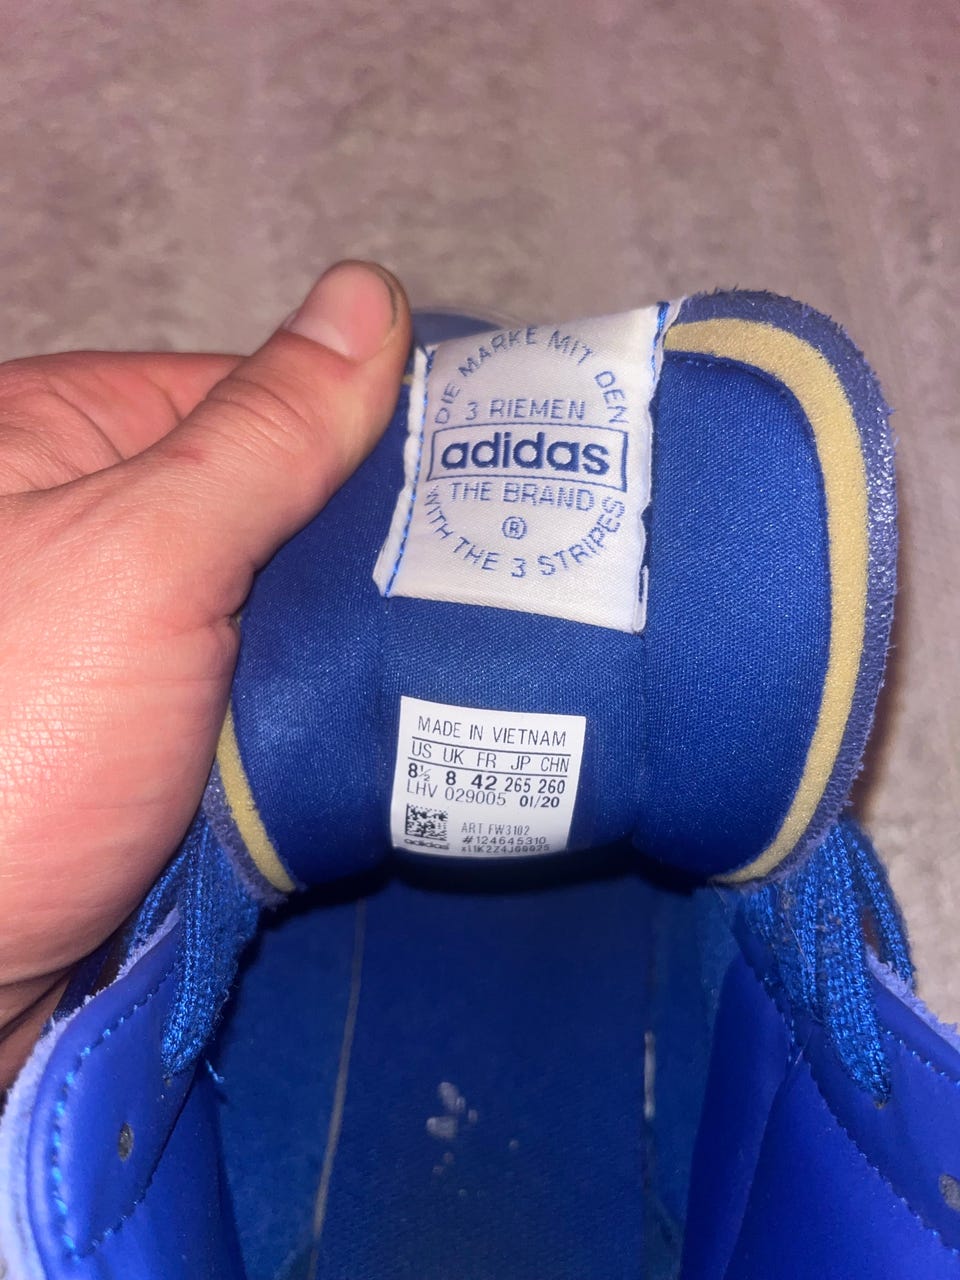 DIE MARKE MIT DEN
3 RIEMEN
adidas
THE BRAND
®
WITH THE 3 STRIPES
MADE IN VIETNAM
US UK FR JP CHN
8½ 8 42 265 260
LHV 029005 01/20
ART FW3102
#124645310
adidas